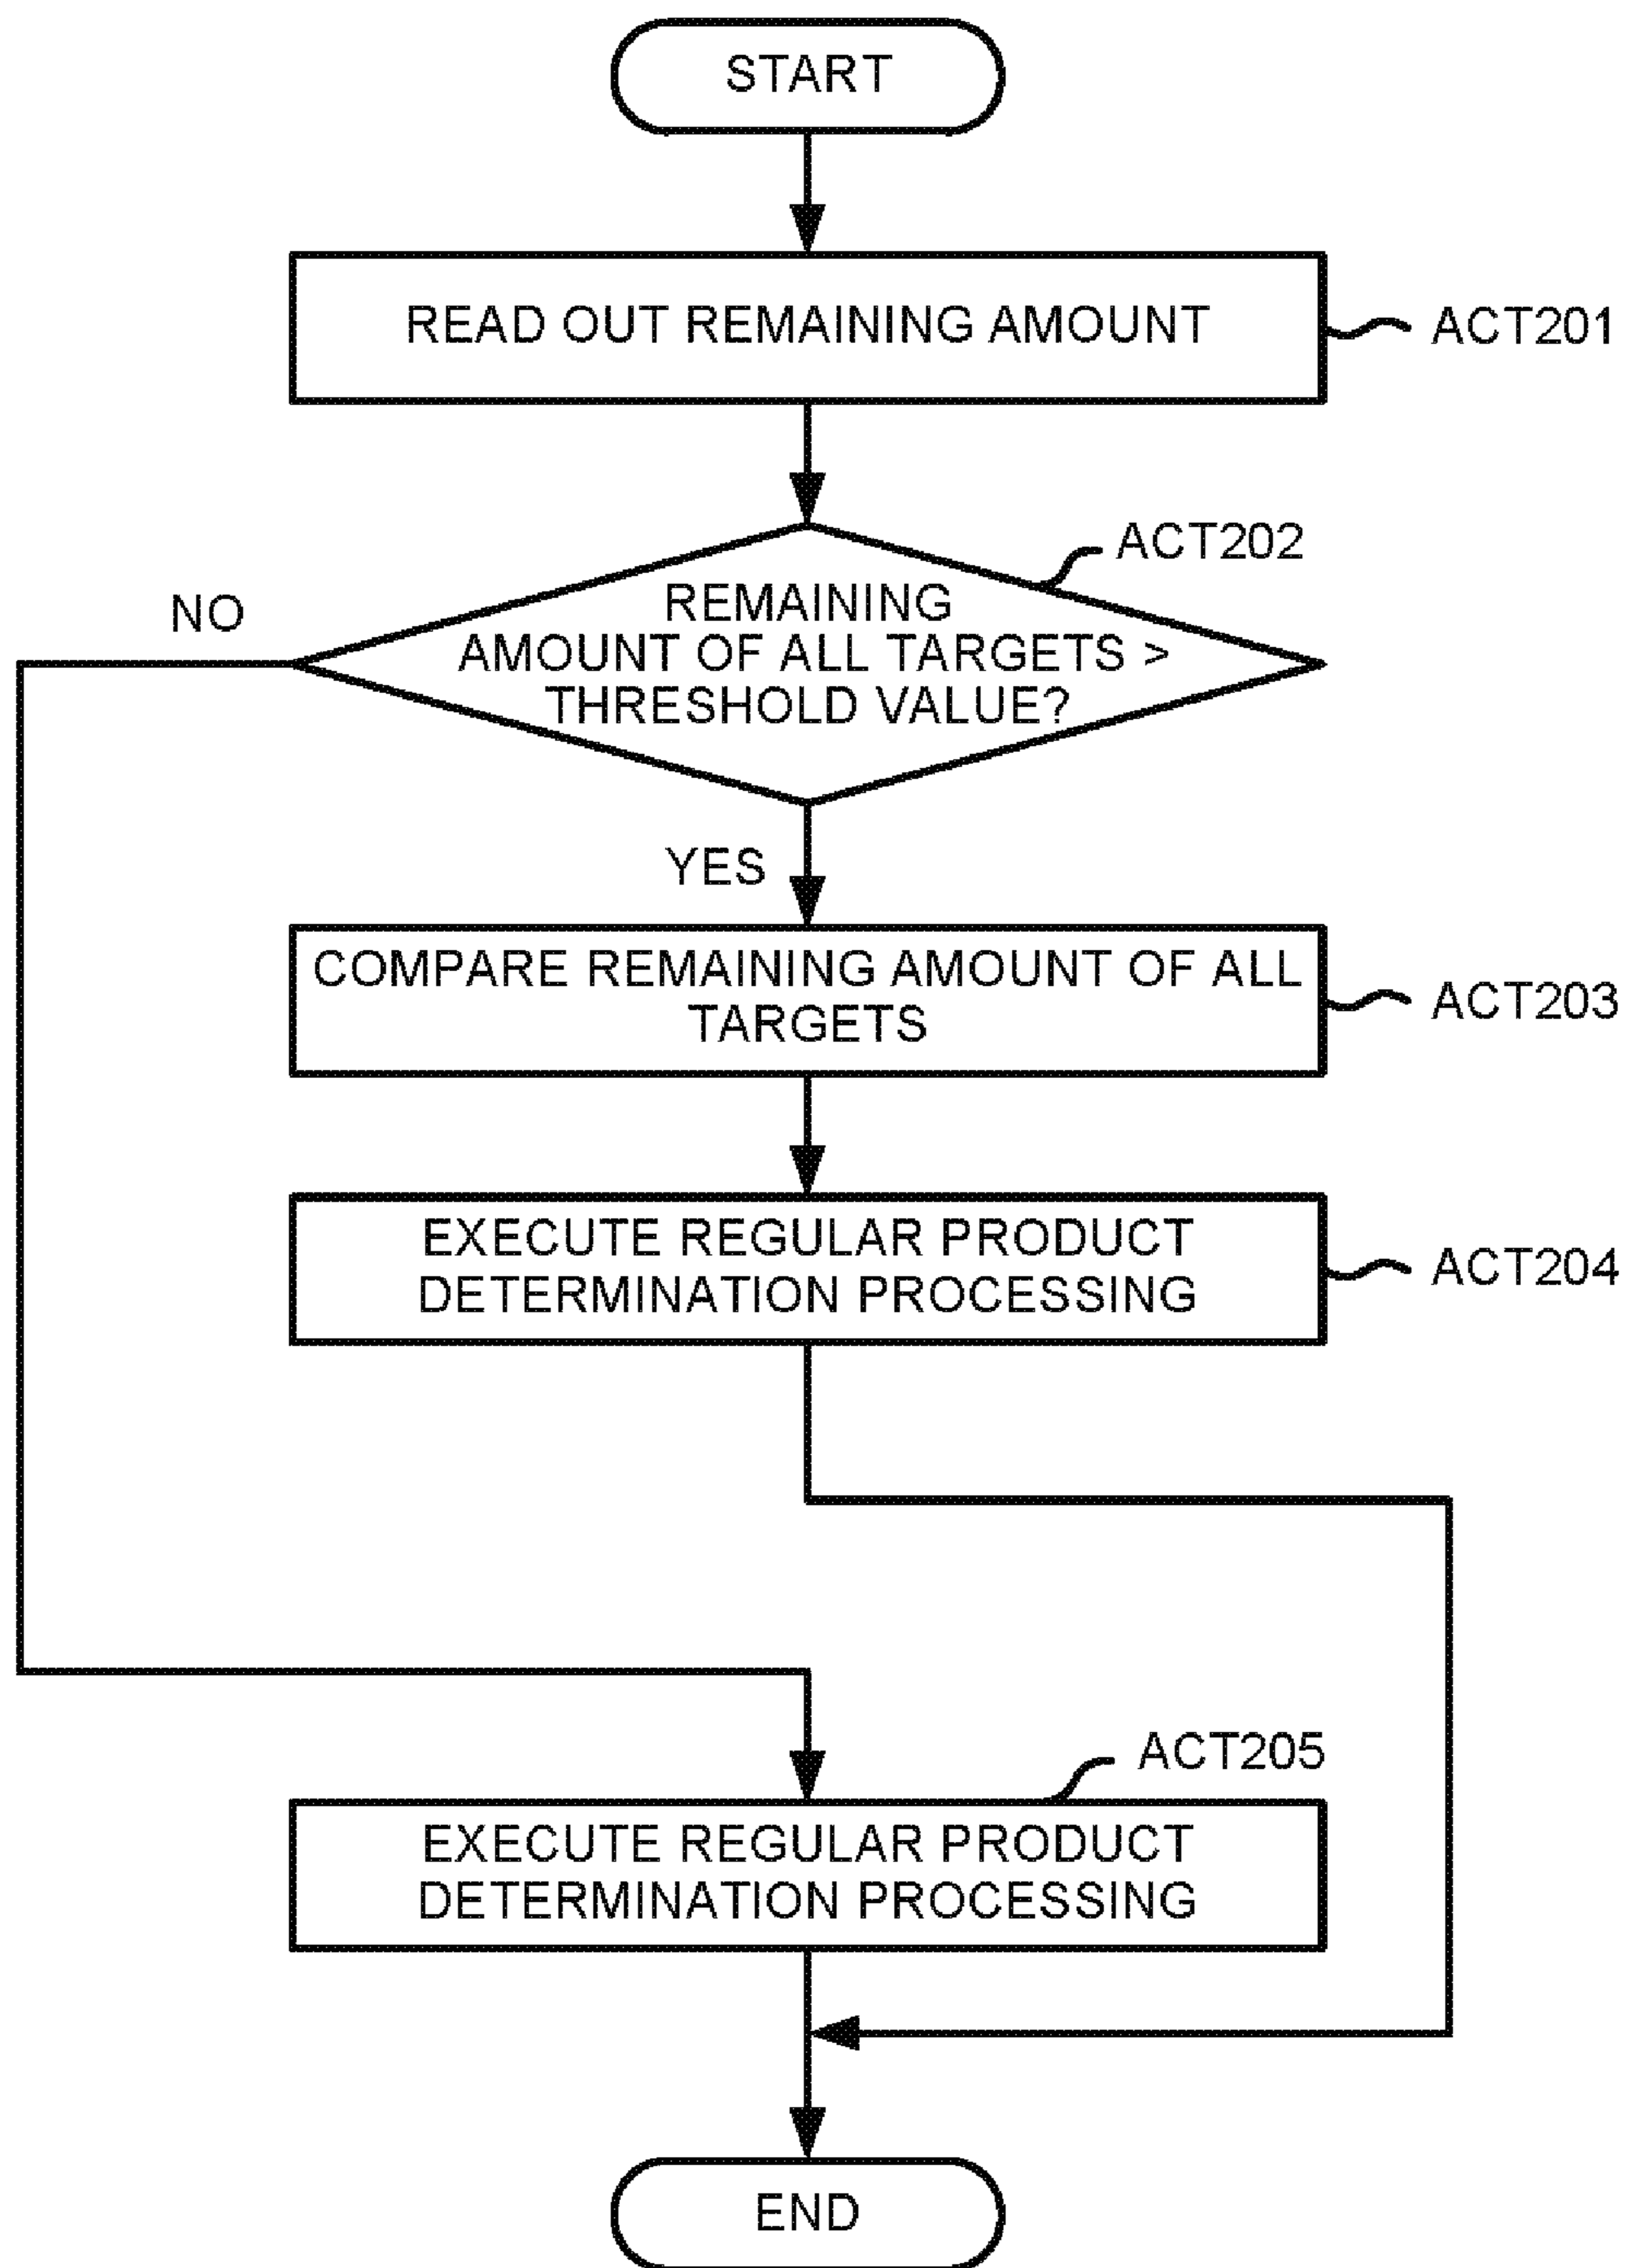 START
READ OUT REMAINING AMOUNT
ACT201
ACT202
NO
REMAINING
AMOUNT OF ALL TARGETS >
THRESHOLD VALUE?
YES
COMPARE REMAINING AMOUNT OF ALL
TARGETS
ACT203
EXECUTE REGULAR PRODUCT
DETERMINATION PROCESSING
ACT204
ACT205
EXECUTE REGULAR PRODUCT
DETERMINATION PROCESSING
END